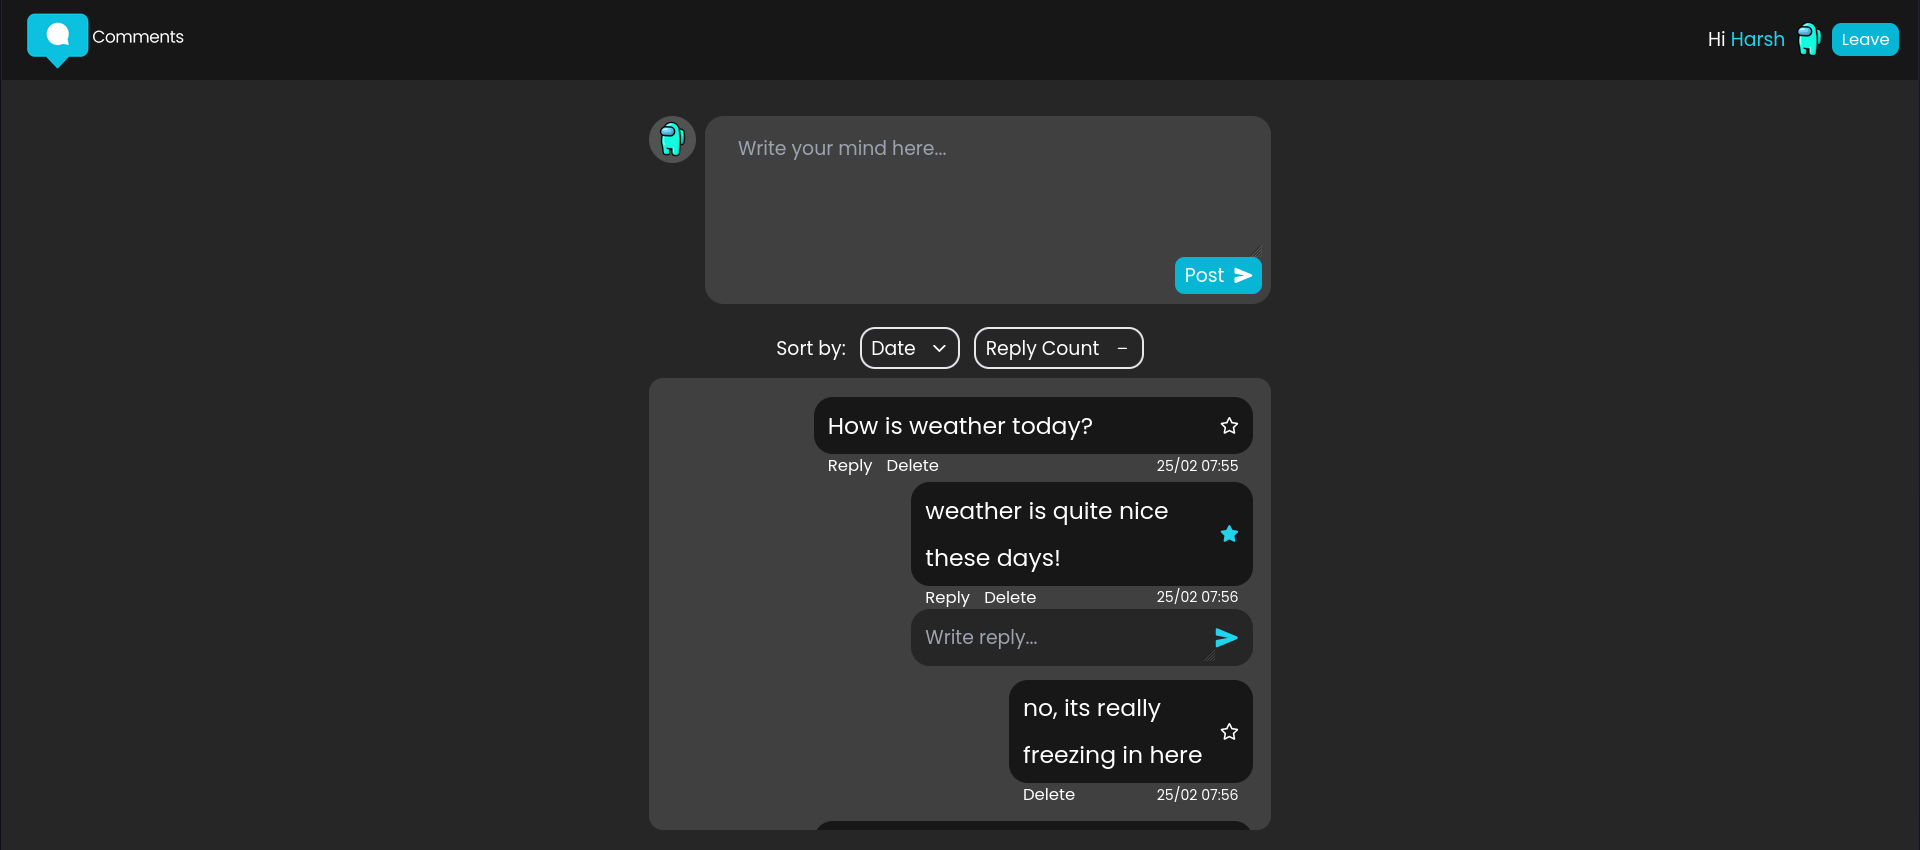 Comments
Hi Harsh
Leave
Write your mind here...
Post
Sort by:
Date
Reply Count
How is weather today?
Reply Delete 25/02 07:55
weather is quite nice
these days!
Reply Delete 25/02 07:56
Write reply...
no, its really
freezing in here
Delete 25/02 07:56